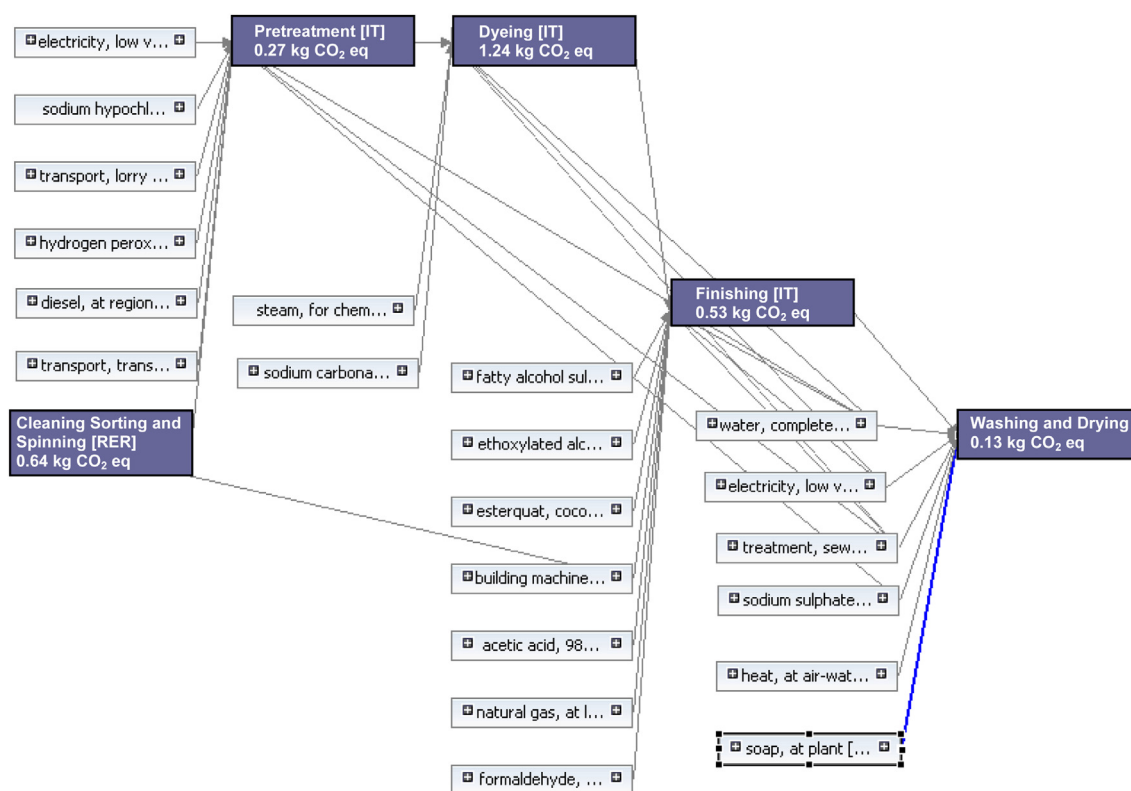 electricity, low v...
sodium hypochl...
transport, lorry ...
hydrogen perox...
diesel, at region...
transport, trans...
Cleaning Sorting and
Spinning [RER]
0.64 kg CO₂ eq
Pretreatment [IT]
0.27 kg CO₂ eq
steam, for chem...
sodium carbona...
Dyeing [IT]
1.24 kg CO₂ eq
fatty alcohol sul...
ethoxylated alc...
esterquat, coco...
building machine...
acetic acid, 98...
natural gas, at l...
formaldehyde, ...
Finishing [IT]
0.53 kg CO₂ eq
water, complete...
electricity, low v...
treatment, sew...
sodium sulphate...
heat, at air-wat...
soap, at plant [...
Washing and Drying
0.13 kg CO₂ eq